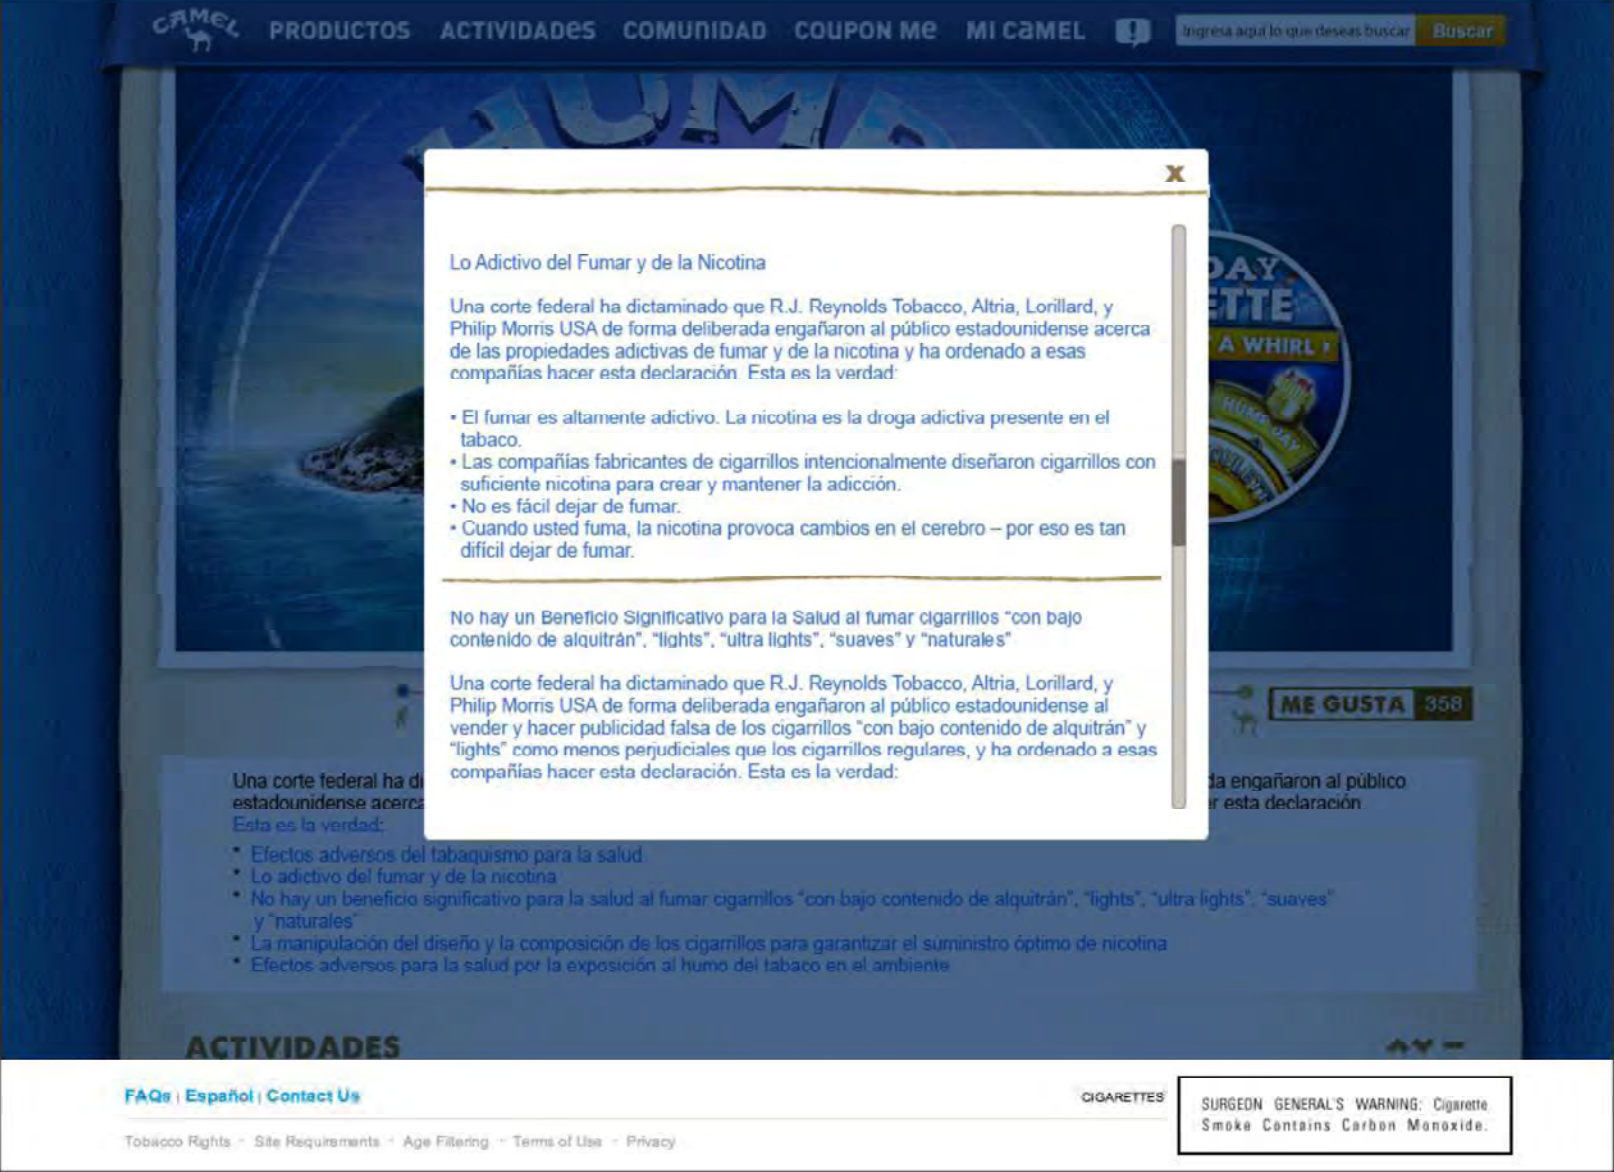 CAMEL PRODUCTOS ACTIVIDADES COMUNIDAD COUPON ME MI CAMEL Ingresa aquí lo que deseas buscar Buscar
HUMP
DAY
ETTE
A WHIRL
HUMP DAY
x
Lo Adictivo del Fumar y de la Nicotina
Una corte federal ha dictaminado que R.J. Reynolds Tobacco, Altria, Lorillard, y
Philip Morris USA de forma deliberada engañaron al público estadounidense acerca
de las propiedades adictivas de fumar y de la nicotina y ha ordenado a esas
compañías hacer esta declaración. Esta es la verdad:
• El fumar es altamente adictivo. La nicotina es la droga adictiva presente en el
tabaco.
• Las compañías fabricantes de cigarrillos intencionalmente diseñaron cigarrillos con
suficiente nicotina para crear y mantener la adicción.
• No es fácil dejar de fumar.
• Cuando usted fuma, la nicotina provoca cambios en el cerebro – por eso es tan
difícil dejar de fumar.
No hay un Beneficio Significativo para la Salud al fumar cigarrillos “con bajo
contenido de alquitrán”, “lights”, “ultra lights”, “suaves” y “naturales”
Una corte federal ha dictaminado que R.J. Reynolds Tobacco, Altria, Lorillard, y
Philip Morris USA de forma deliberada engañaron al público estadounidense al
vender y hacer publicidad falsa de los cigarrillos “con bajo contenido de alquitrán” y
“lights” como menos perjudiciales que los cigarrillos regulares, y ha ordenado a esas
compañías hacer esta declaración. Esta es la verdad:
ME GUSTA 358
Una corte federal ha di da engañaron al público
estadounidense acerca r esta declaración.
Esta es la verdad:
• Efectos adversos del tabaquismo para la salud
• Lo adictivo del fumar y de la nicotina
• No hay un beneficio significativo para la salud al fumar cigarrillos “con bajo contenido de alquitrán”, “lights”, “ultra lights”, “suaves”
y “naturales”
• La manipulación del diseño y la composición de los cigarrillos para garantizar el suministro óptimo de nicotina
• Efectos adversos para la salud por la exposición al humo del tabaco en el ambiente
ACTIVIDADES
FAQs | Español | Contact Us
CIGARETTES
SURGEON GENERAL'S WARNING: Cigarette
Smoke Contains Carbon Monoxide.
Tobacco Rights - Site Requirements - Age Filtering - Terms of Use - Privacy